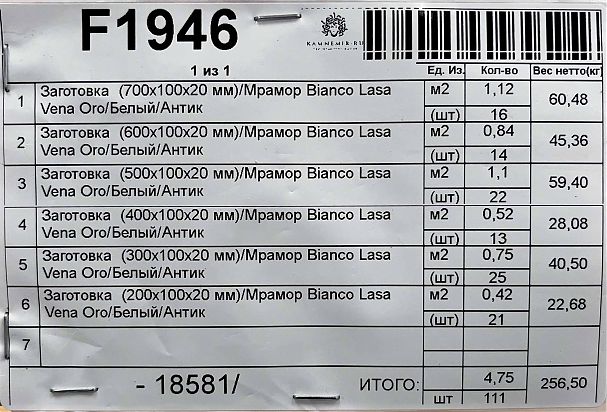 F1946
KAMNEMIR.RU
1 из 1
Ед. Из. Кол-во Вес нетто(кг)
1 Заготовка (700x100x20 мм)/Мрамор Bianco Lasa м2 1,12 60,48
Vena Oro/Белый/Антик (шт) 16
2 Заготовка (600x100x20 мм)/Мрамор Bianco Lasa м2 0,84 45,36
Vena Oro/Белый/Антик (шт) 14
3 Заготовка (500x100x20 мм)/Мрамор Bianco Lasa м2 1,1 59,40
Vena Oro/Белый/Антик (шт) 22
4 Заготовка (400x100x20 мм)/Мрамор Bianco Lasa м2 0,52 28,08
Vena Oro/Белый/Антик (шт) 13
5 Заготовка (300x100x20 мм)/Мрамор Bianco Lasa м2 0,75 40,50
Vena Oro/Белый/Антик (шт) 25
6 Заготовка (200x100x20 мм)/Мрамор Bianco Lasa м2 0,42 22,68
Vena Oro/Белый/Антик (шт) 21
7
- 18581/ ИТОГО: 4,75 256,50
шт 111